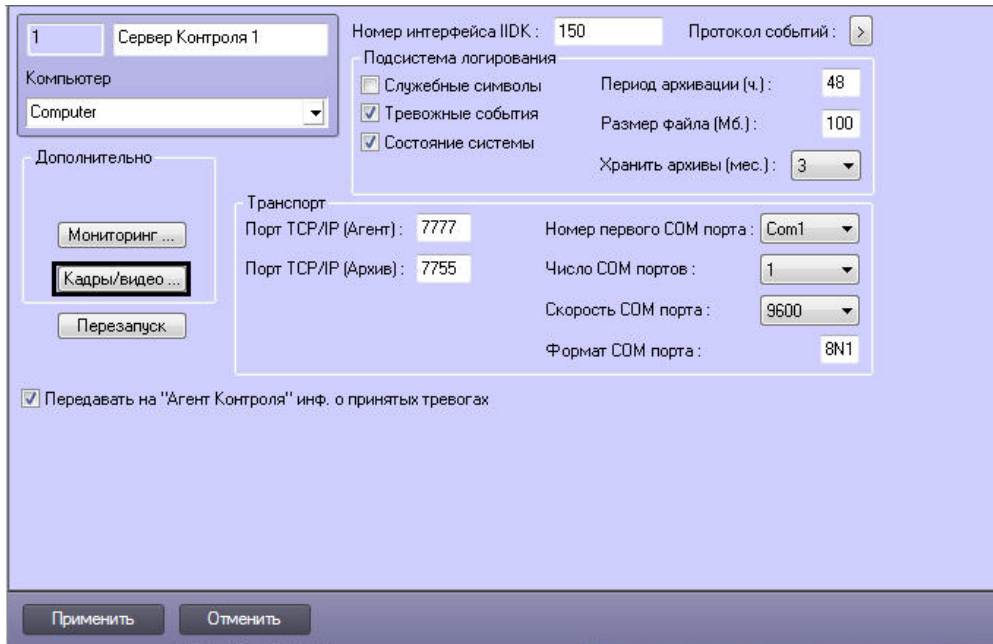 1 Сервер Контроля 1
Компьютер
Computer
Номер интерфейса IIDK : 150 Протокол событий : >
Подсистема логирования
Служебные символы
Тревожные события
Состояние системы
Период архивации (ч.) : 48
Размер файла (Мб.) : 100
Хранить архивы (мес.) : 3
Дополнительно
Мониторинг ...
Кадры/видео ...
Перезапуск
Транспорт
Порт TCP/IP (Агент) : 7777
Порт TCP/IP (Архив) : 7755
Номер первого COM порта : Com1
Число COM портов : 1
Скорость COM порта : 9600
Формат COM порта : 8N1
Передавать на "Агент Контроля" инф. о принятых тревогах
Применить Отменить